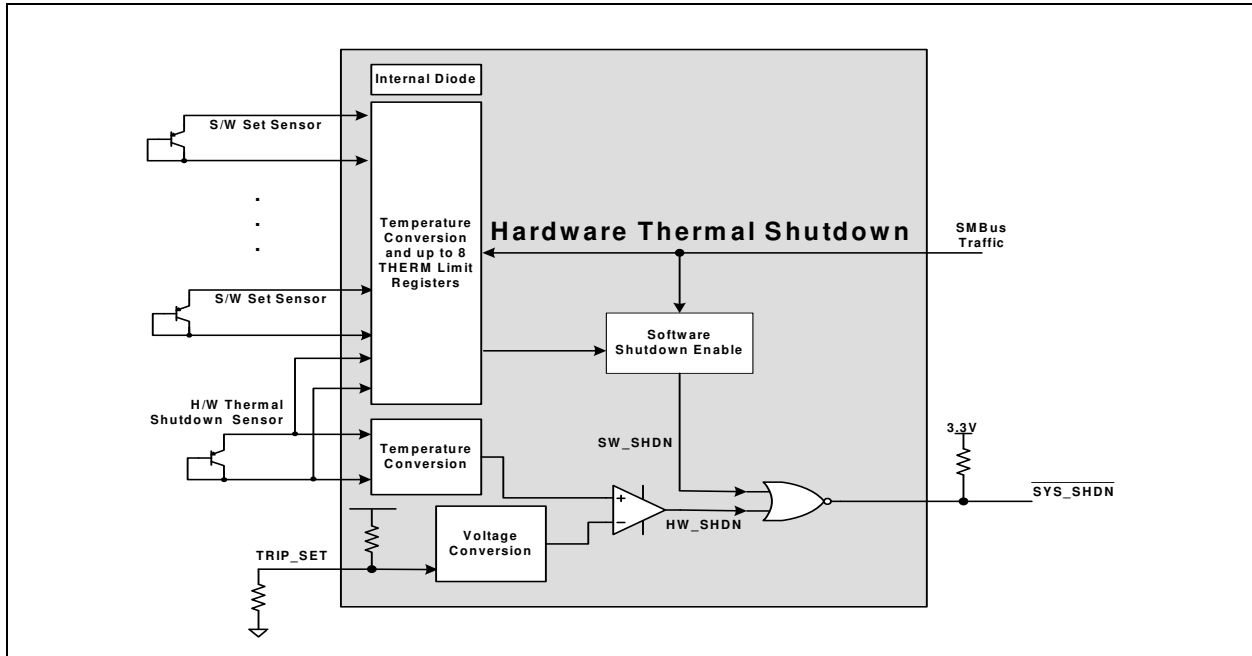 Internal Diode
S/W Set Sensor
Temperature
Conversion
and up to 8
THERM Limit
Registers
Hardware Thermal Shutdown
SMBus
Traffic
S/W Set Sensor
Software
Shutdown Enable
H/W Thermal
Shutdown Sensor
Temperature
Conversion
SW_SHDN
3.3V
SYS_SHDN
HW_SHDN
+
−
Voltage
Conversion
TRIP_SET